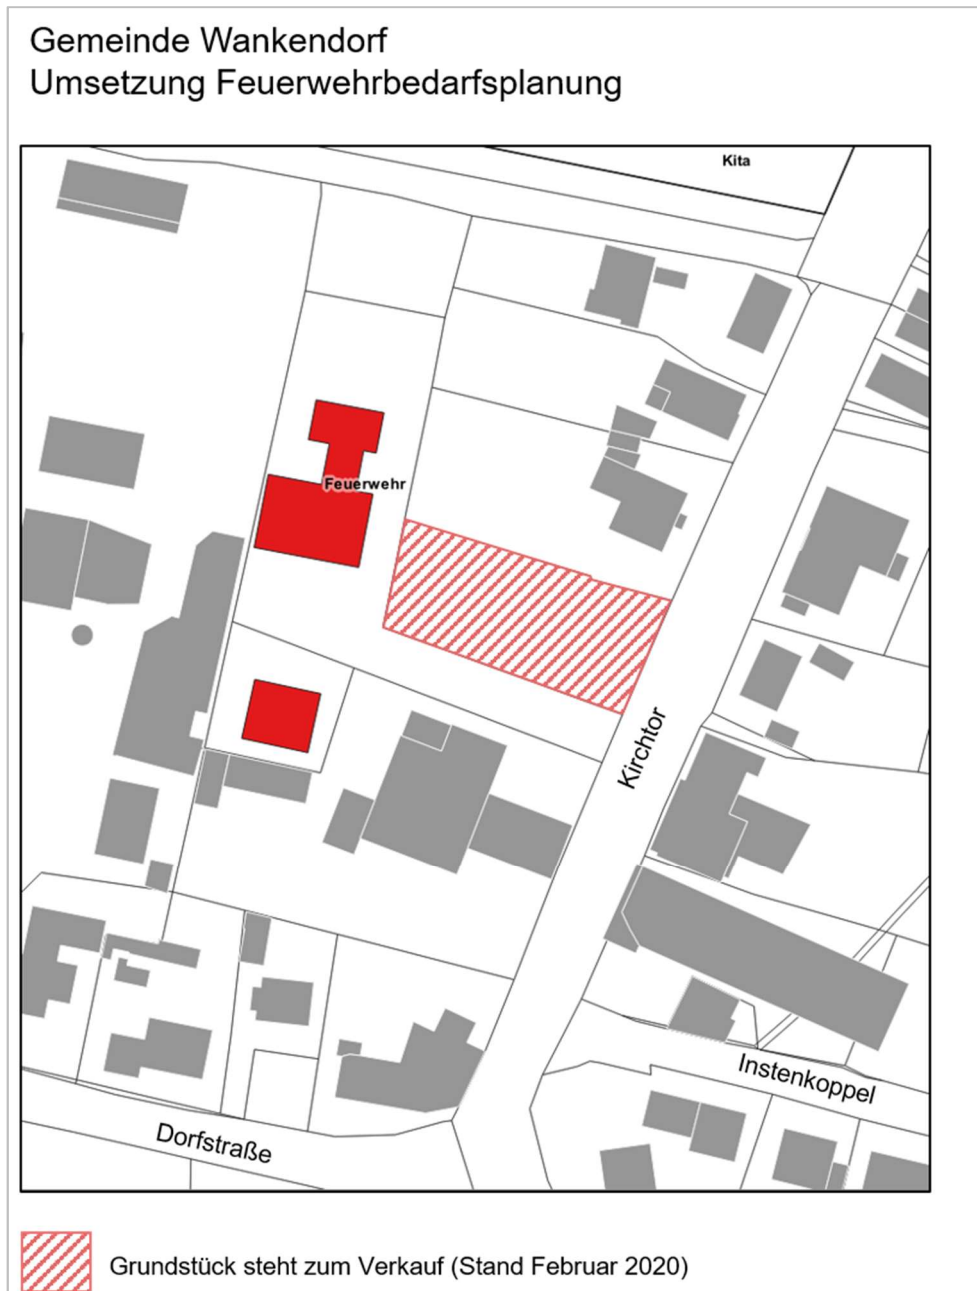 Gemeinde Wankendorf
Umsetzung Feuerwehrbedarfsplanung
Kita
Feuerwehr
Kirchtor
Instenkoppel
Dorfstraße
Grundstück steht zum Verkauf (Stand Februar 2020)